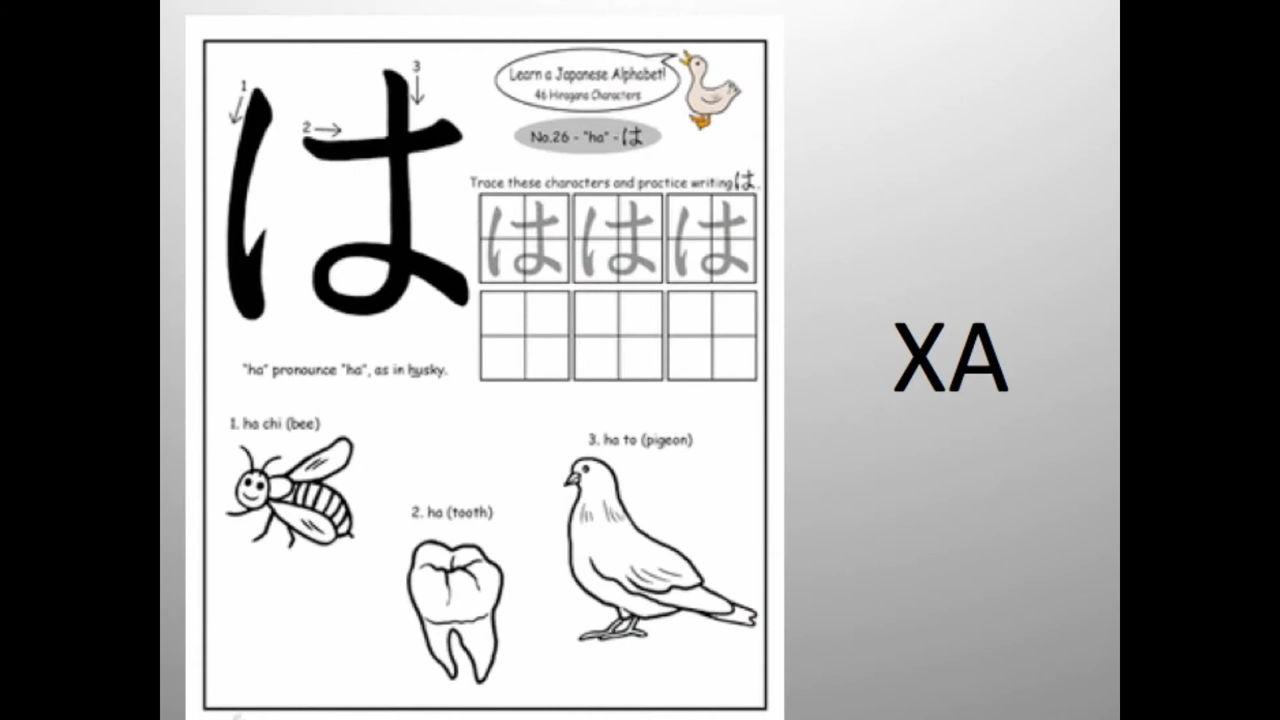 は
1
2
3
Learn a Japanese Alphabet!
46 Hiragana Characters
No.26 - "ha" - は
Trace these characters and practice writing は.
は は は
"ha" pronounce "ha", as in husky.
1. ha chi (bee)
2. ha (tooth)
3. ha to (pigeon)
ХА